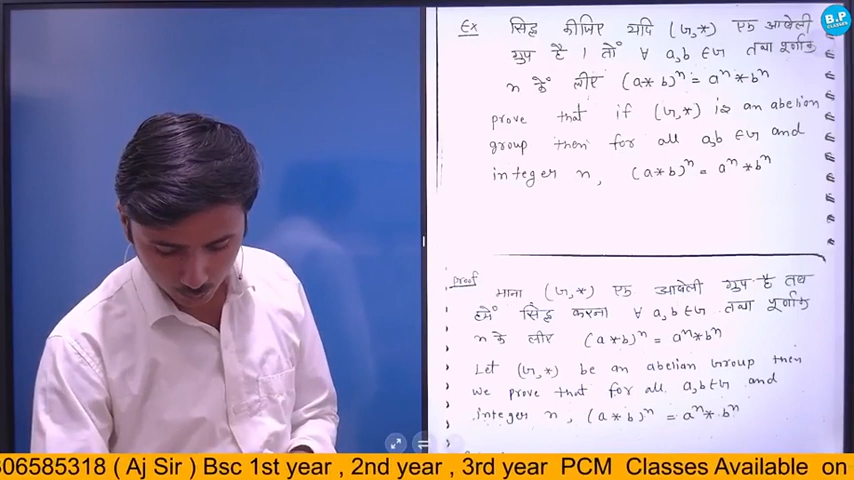 B.P
CLASSES
Ex सिद्ध कीजिए यदि (G,*) एक आबेली
ग्रुप है । तो ∀ a,b ∈G तथा पूर्णांक
n के लीए (a*b)ⁿ = aⁿ*bⁿ
prove that if (G,*) is an abelion
group then for all a,b ∈G and
integer n, (a*b)ⁿ = aⁿ*bⁿ
Proof माना (G,*) एक आबेली ग्रुप है तथ
हमें सिद्ध करना ∀ a,b ∈G तथा पूर्णांक
n के लीए (a*b)ⁿ = aⁿ*bⁿ
Let (G,*) be an abelian Group then
we prove that for all a,b∈G and
integer n, (a*b)ⁿ = aⁿ*bⁿ
306585318 ( Aj Sir ) Bsc 1st year , 2nd year , 3rd year PCM Classes Available on